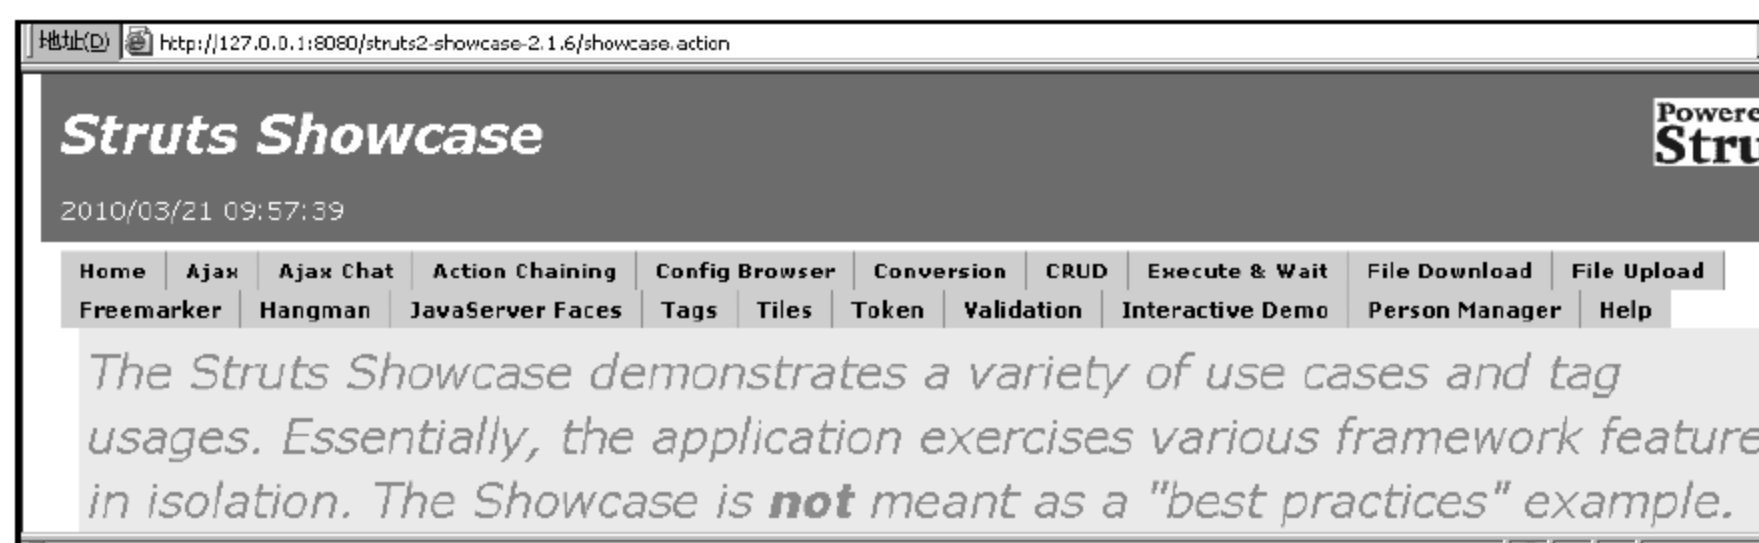 地址(D) http://127.0.0.1:8080/struts2-showcase-2.1.6/showcase.action
Struts Showcase
Powere
Stru
2010/03/21 09:57:39
Home Ajax Ajax Chat Action Chaining Config Browser Conversion CRUD Execute & Wait File Download File Upload
Freemarker Hangman JavaServer Faces Tags Tiles Token Validation Interactive Demo Person Manager Help
The Struts Showcase demonstrates a variety of use cases and tag
usages. Essentially, the application exercises various framework feature
in isolation. The Showcase is not meant as a "best practices" example.